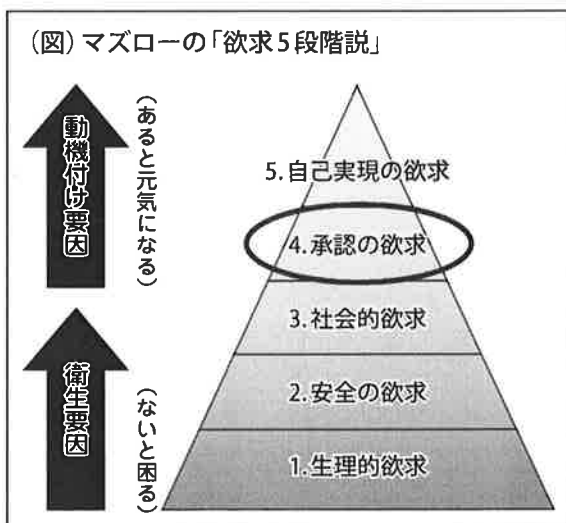 （図）マズローの「欲求5段階説」
動機付け要因
（あると元気になる）
5.自己実現の欲求
4.承認の欲求
3.社会的欲求
衛生要因
（ないと困る）
2.安全の欲求
1.生理的欲求